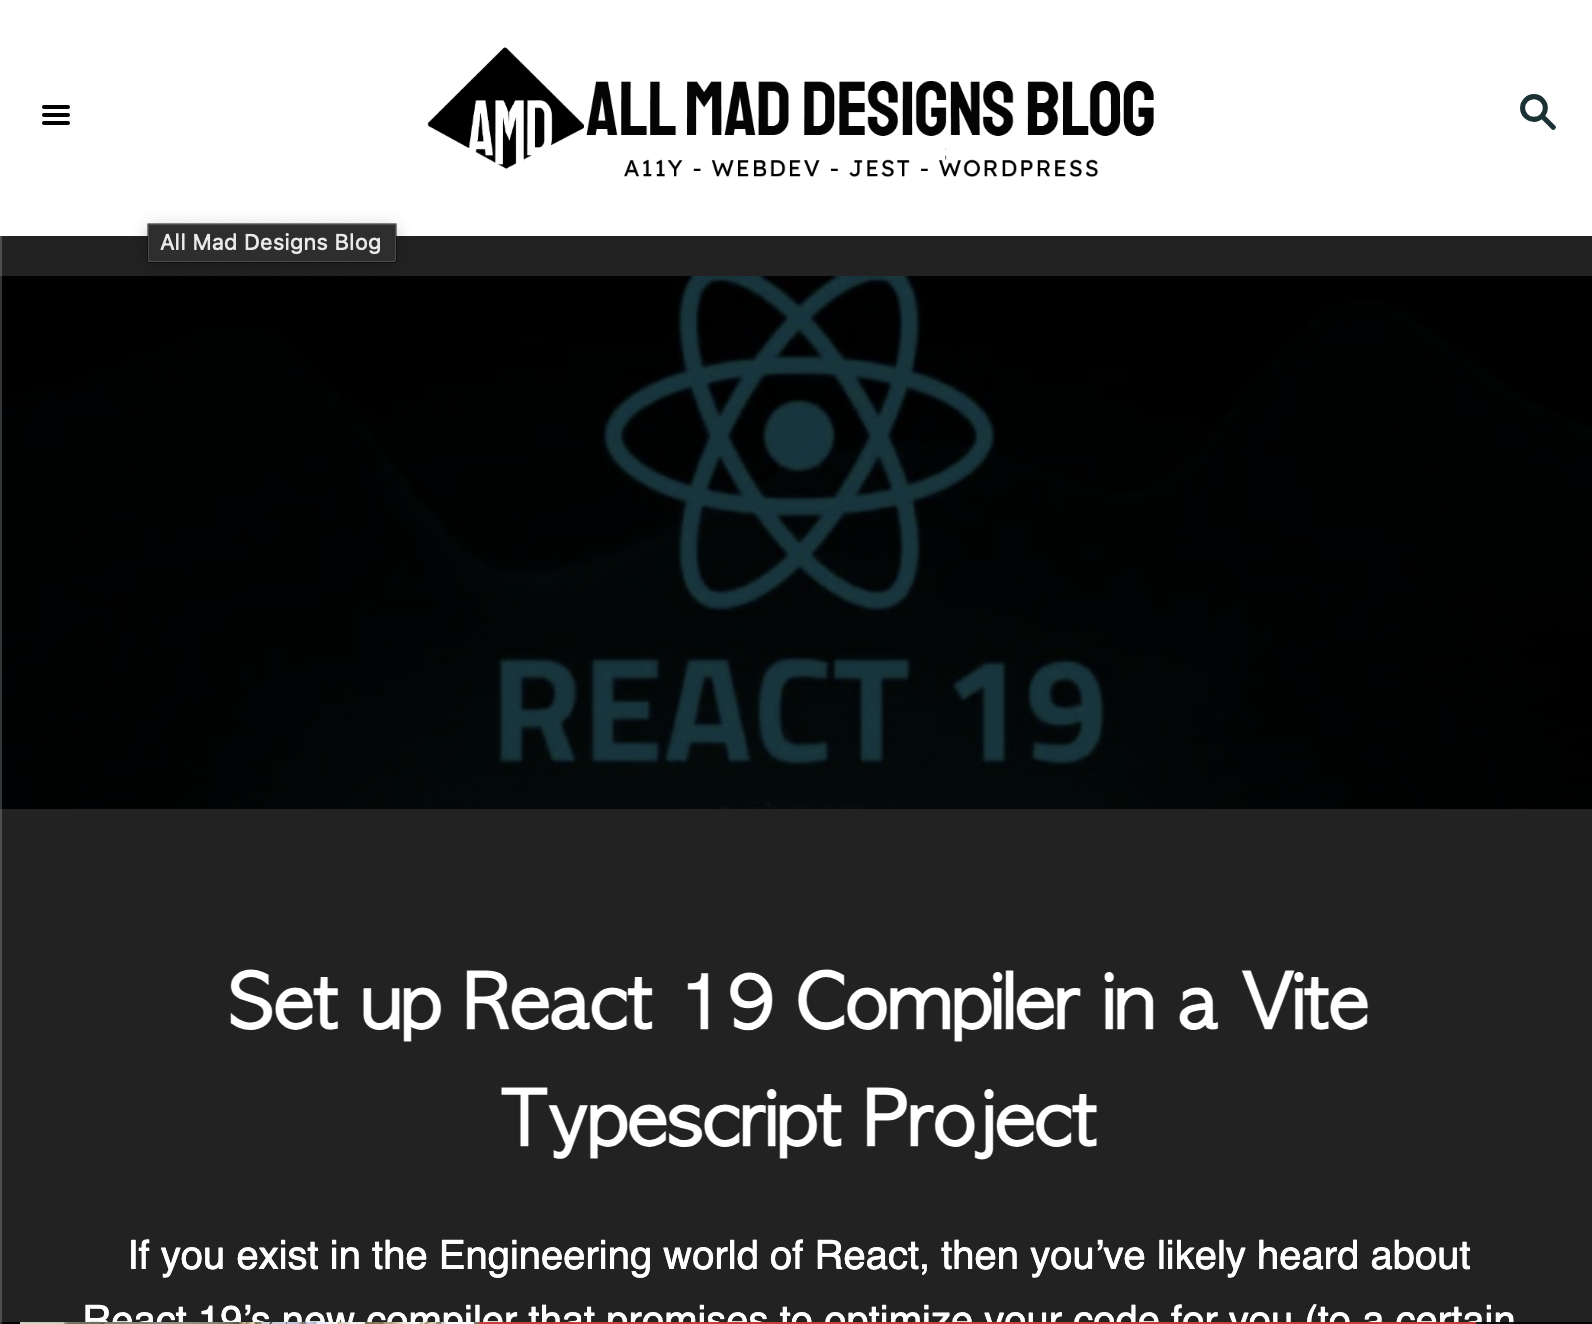 AMD
ALL MAD DESIGNS BLOG
A11Y - WEBDEV - JEST - WORDPRESS
All Mad Designs Blog
REACT 19
Set up React 19 Compiler in a Vite
Typescript Project
If you exist in the Engineering world of React, then you’ve likely heard about
React 19’s new compiler that promises to optimize your code for you (to a certain